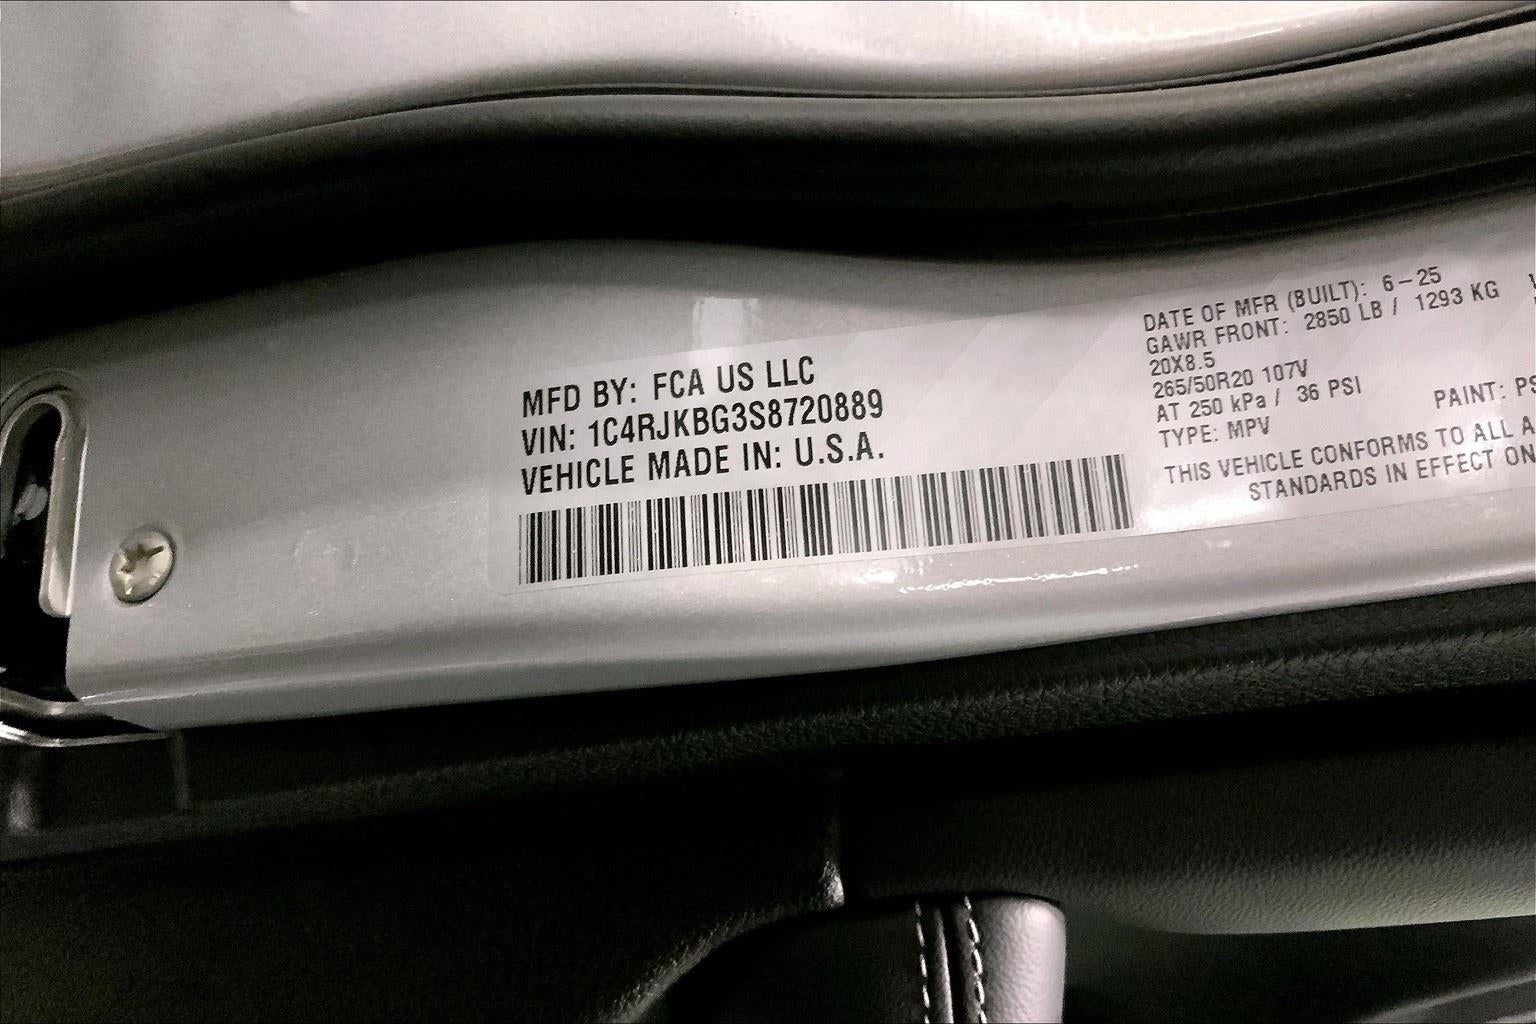 MFD BY: FCA US LLC
VIN: 1C4RJKBG3S8720889
VEHICLE MADE IN: U.S.A.
DATE OF MFR (BUILT): 6-25
GAWR FRONT: 2850 LB / 1293 KG
20X8.5
265/50R20 107V
AT 250 kPa / 36 PSI
TYPE: MPV
PAINT: PS
THIS VEHICLE CONFORMS TO ALL A
STANDARDS IN EFFECT ON